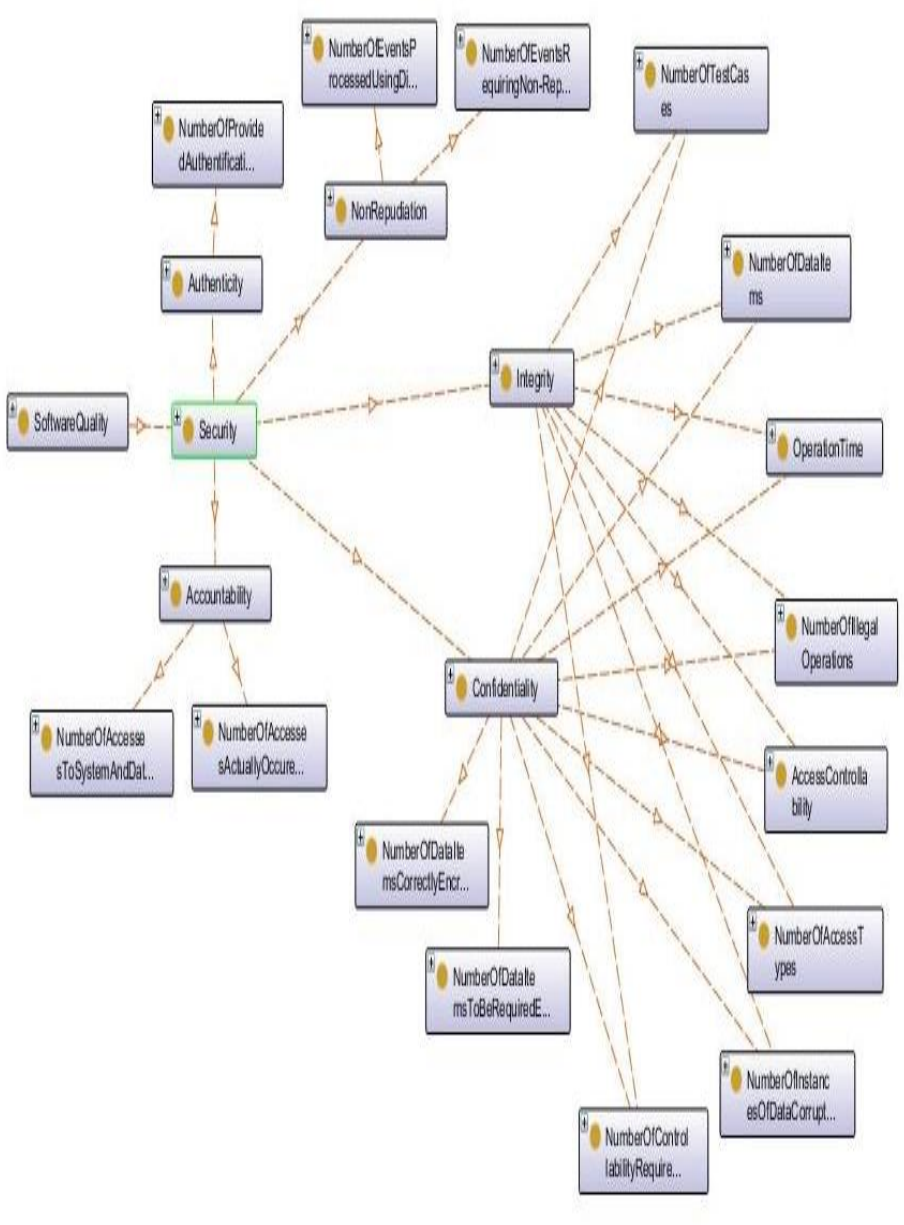 NumberOfEventsP
rocessedUsingDi...
NumberOfEventsR
equiringNon-Rep...
NumberOfTestCas
es
NumberOfProvide
dAuthentificati...
NonRepudiation
NumberOfDataIte
ms
Authenticity
Integrity
SoftwareQuality
Security
OperationTime
Accountability
NumberOfIllegal
Operations
Confidentiality
NumberOfAccesse
sToSystemAndDat...
NumberOfAccesse
sActuallyOccure...
AccessControlla
bility
NumberOfDataIte
msCorrectlyEncr...
NumberOfAccessT
ypes
NumberOfDataIte
msToBeRequiredE...
NumberOfInstanc
esOfDataCorrupt...
NumberOfControl
labilityRequire...